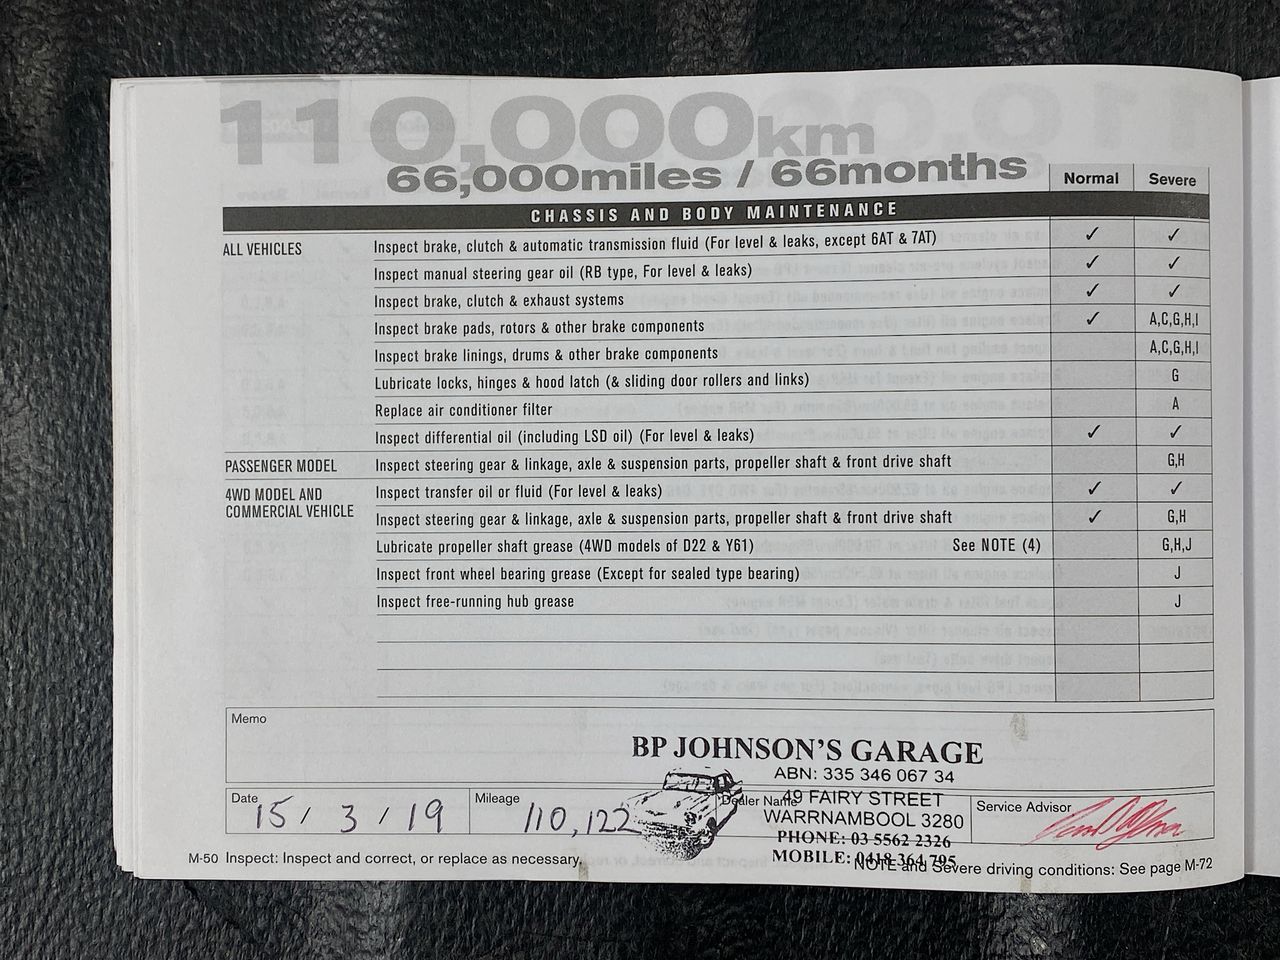 110,000km
66,000miles / 66months
Normal Severe
CHASSIS AND BODY MAINTENANCE
ALL VEHICLES Inspect brake, clutch & automatic transmission fluid (For level & leaks, except 6AT & 7AT) ✓ ✓
Inspect manual steering gear oil (RB type, For level & leaks) ✓ ✓
Inspect brake, clutch & exhaust systems ✓ ✓
Inspect brake pads, rotors & other brake components ✓ A,C,G,H,I
Inspect brake linings, drums & other brake components A,C,G,H,I
Lubricate locks, hinges & hood latch (& sliding door rollers and links) G
Replace air conditioner filter A
Inspect differential oil (including LSD oil) (For level & leaks) ✓ ✓
PASSENGER MODEL Inspect steering gear & linkage, axle & suspension parts, propeller shaft & front drive shaft G,H
4WD MODEL AND COMMERCIAL VEHICLE Inspect transfer oil or fluid (For level & leaks) ✓ ✓
Inspect steering gear & linkage, axle & suspension parts, propeller shaft & front drive shaft ✓ G,H
Lubricate propeller shaft grease (4WD models of D22 & Y61) See NOTE (4) G,H,J
Inspect front wheel bearing grease (Except for sealed type bearing) J
Inspect free-running hub grease J
Memo
BP JOHNSON'S GARAGE
ABN: 335 346 067 34
49 FAIRY STREET
WARRNAMBOOL 3280
PHONE: 03 5562 2326
MOBILE: 0418 364 795
Date 15 / 3 / 19
Mileage 110,122
Dealer Name
Service Advisor
M-50 Inspect: Inspect and correct, or replace as necessary.
NOTE and Severe driving conditions: See page M-72